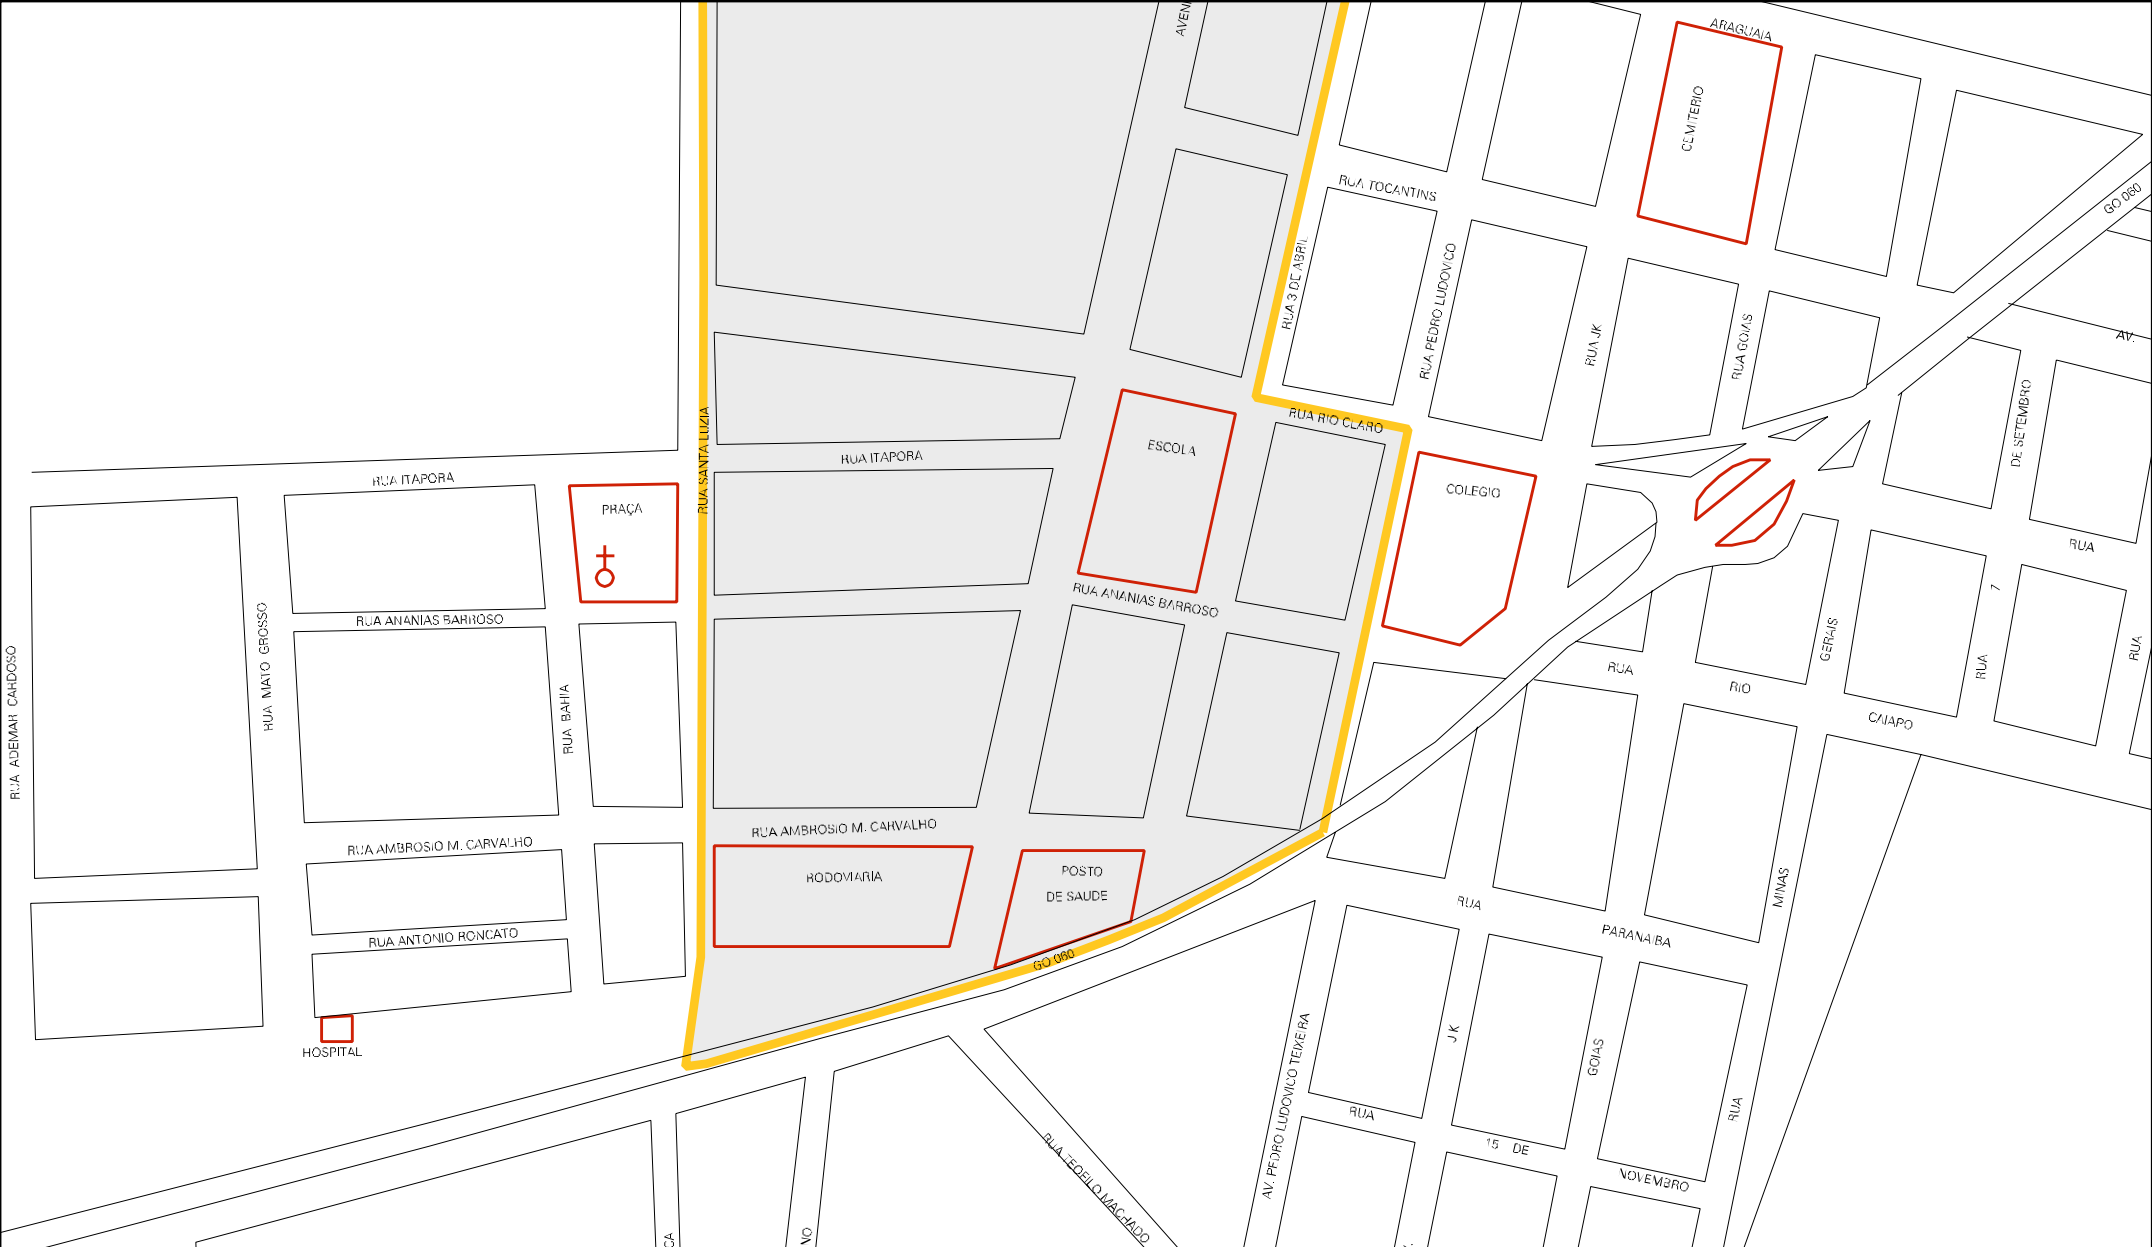 AVEN
ARAGUAIA
CEMITERIO
RUA TOCANTINS
GO 060
RUA 3 DE ABRIL
RUA PEDRO LUDOVICO
RUA JK
RUA GOIAS
AV.
DE SETEMBRO
RUA SANTA LUZIA
RUA RIO CLARO
ESCOLA
RUA ITAPORA
RUA ITAPORA
COLEGIO
PRAÇA
RUA
7
RUA
RUA ANANIAS BARROSO
RUA ANANIAS BARROSO
RUA MATO GROSSO
RUA ADEMAR CARDOSO
RUA BAHIA
GERAIS
RUA
RUA
RIO
CAIAPO
RUA AMBROSIO M. CARVALHO
RUA AMBROSIO M. CARVALHO
RODOVIARIA
POSTO
DE SAUDE
MINAS
RUA
PARANAIBA
RUA ANTONIO RONCATO
GO 060
HOSPITAL
AV. PEDRO LUDOVICO TEIXEIRA
JK
GOIAS
RUA
RUA
15 DE
NOVEMBRO
RUA TEOFILO MACHADO
CA
NO